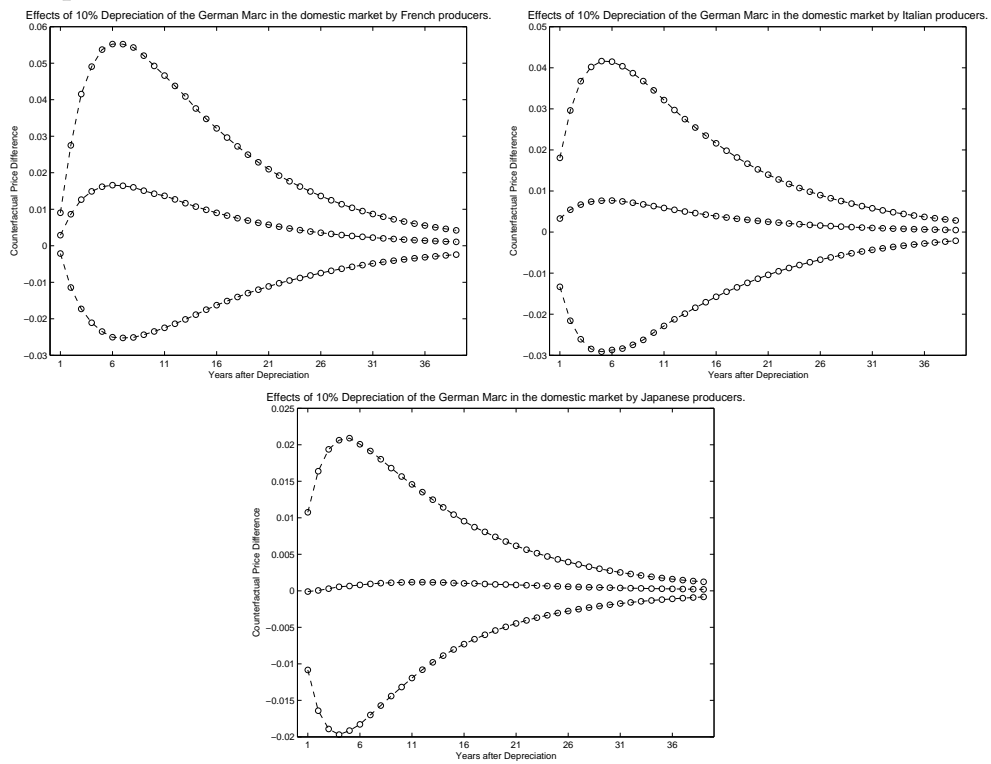 Effects of 10% Depreciation of the German Marc in the domestic market by French producers.
0.06
0.05
0.04
0.03
0.02
0.01
0
−0.01
−0.02
−0.03
Counterfactual Price Difference
1 6 11 16 21 26 31 36
Years after Depreciation
Effects of 10% Depreciation of the German Marc in the domestic market by Italian producers.
0.05
0.04
0.03
0.02
0.01
0
−0.01
−0.02
−0.03
Counterfactual Price Difference
1 6 11 16 21 26 31 36
Years after Depreciation
Effects of 10% Depreciation of the German Marc in the domestic market by Japanese producers.
0.025
0.02
0.015
0.01
0.005
0
−0.005
−0.01
−0.015
−0.02
Counterfactual Price Difference
1 6 11 16 21 26 31 36
Years after Depreciation